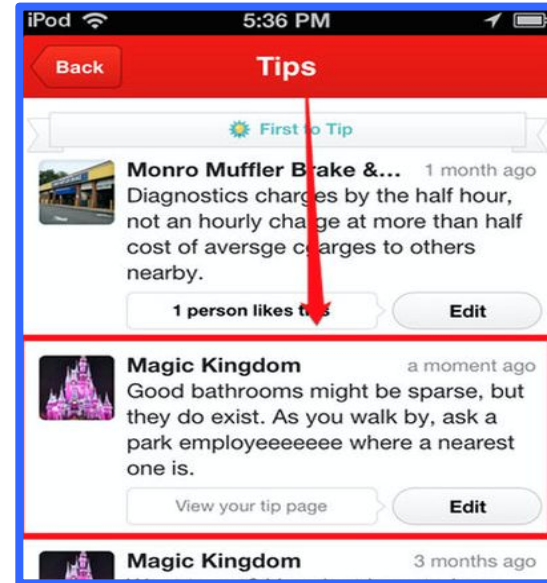 iPod 5:36 PM
Back Tips
First to Tip
Monro Muffler Brake &... 1 month ago
Diagnostics charges by the half hour,
not an hourly charge at more than half
cost of aversge charges to others
nearby.
1 person likes this Edit
Magic Kingdom a moment ago
Good bathrooms might be sparse, but
they do exist. As you walk by, ask a
park employeeeeeee where a nearest
one is.
View your tip page Edit
Magic Kingdom 3 months ago